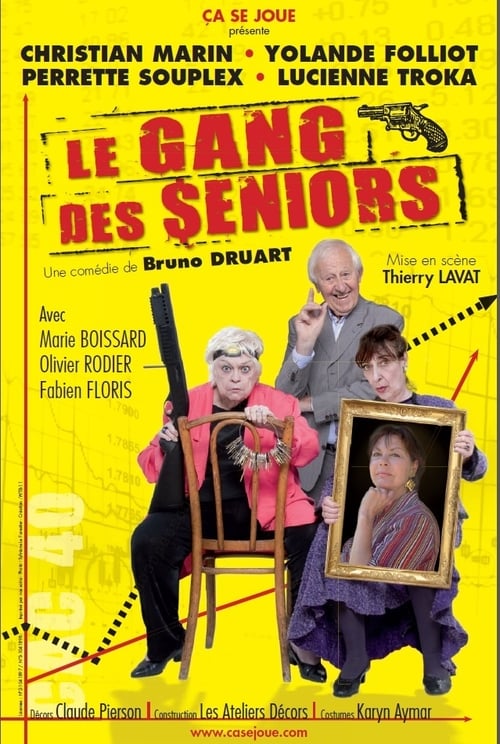 ÇA SE JOUE
présente
CHRISTIAN MARIN • YOLANDE FOLLIOT
PERRETTE SOUPLEX • LUCIENNE TROKA
LE GANG
DES $ENIORS
Une comédie de Bruno DRUART
Mise en scène
Thierry LAVAT
Avec
Marie BOISSARD
Olivier RODIER
Fabien FLORIS
CAC 40
Décors Claude Pierson | Construction Les Ateliers Décors | Costumes Karyn Aymar
www.casejoue.com